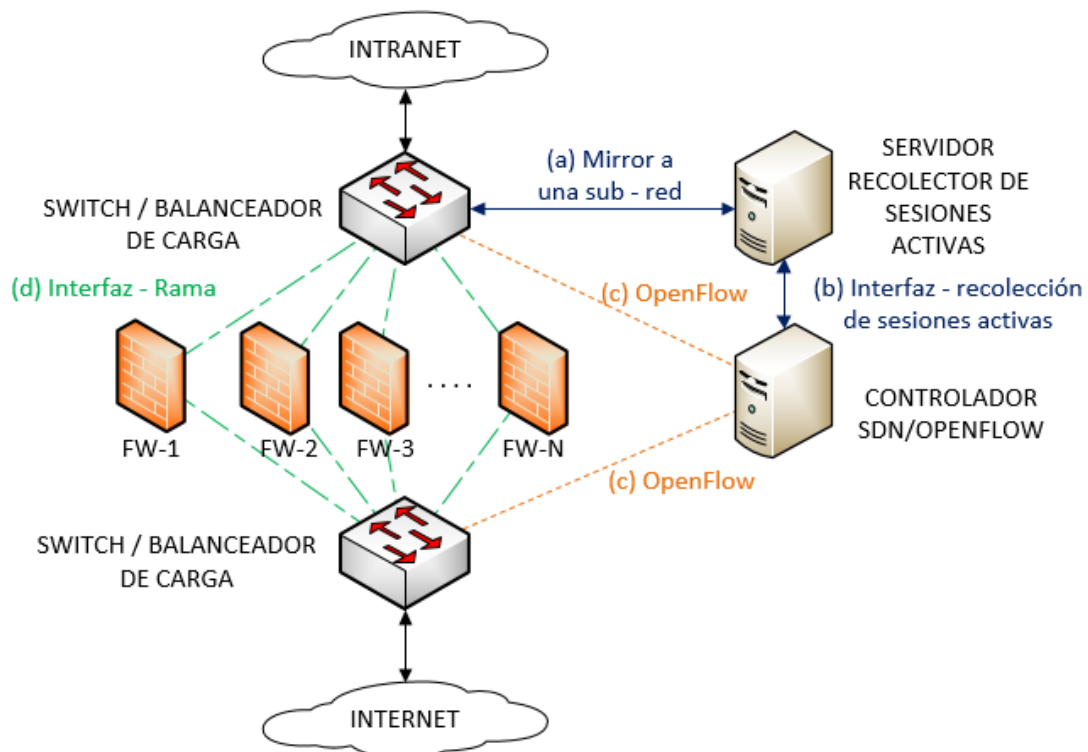 INTRANET
(a) Mirror a
una sub - red
SERVIDOR
RECOLECTOR DE
SESIONES
ACTIVAS
SWITCH / BALANCEADOR
DE CARGA
(d) Interfaz - Rama
(c) OpenFlow
(b) Interfaz - recolección
de sesiones activas
....
FW-1
FW-2
FW-3
FW-N
CONTROLADOR
SDN/OPENFLOW
(c) OpenFlow
SWITCH / BALANCEADOR
DE CARGA
INTERNET